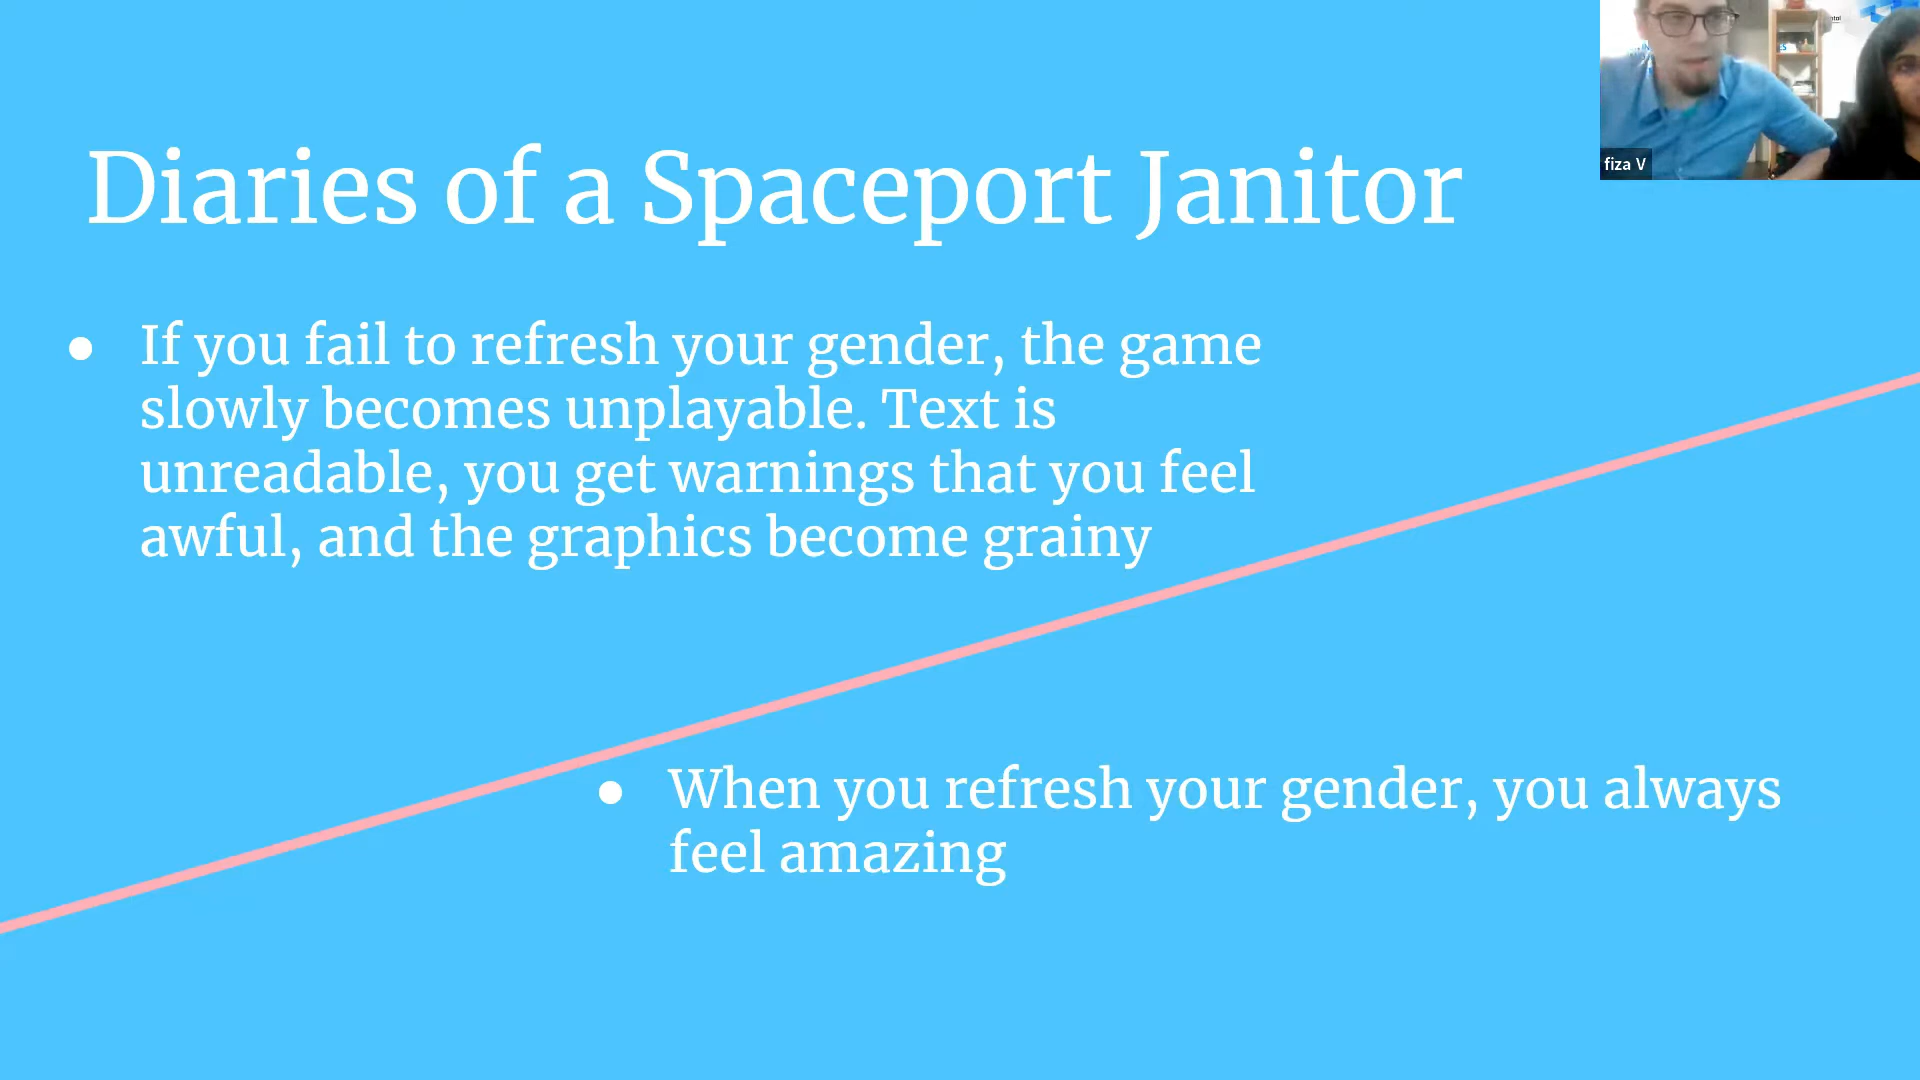 Diaries of a Spaceport Janitor
● If you fail to refresh your gender, the game
slowly becomes unplayable. Text is
unreadable, you get warnings that you feel
awful, and the graphics become grainy
● When you refresh your gender, you always
feel amazing
fiza V